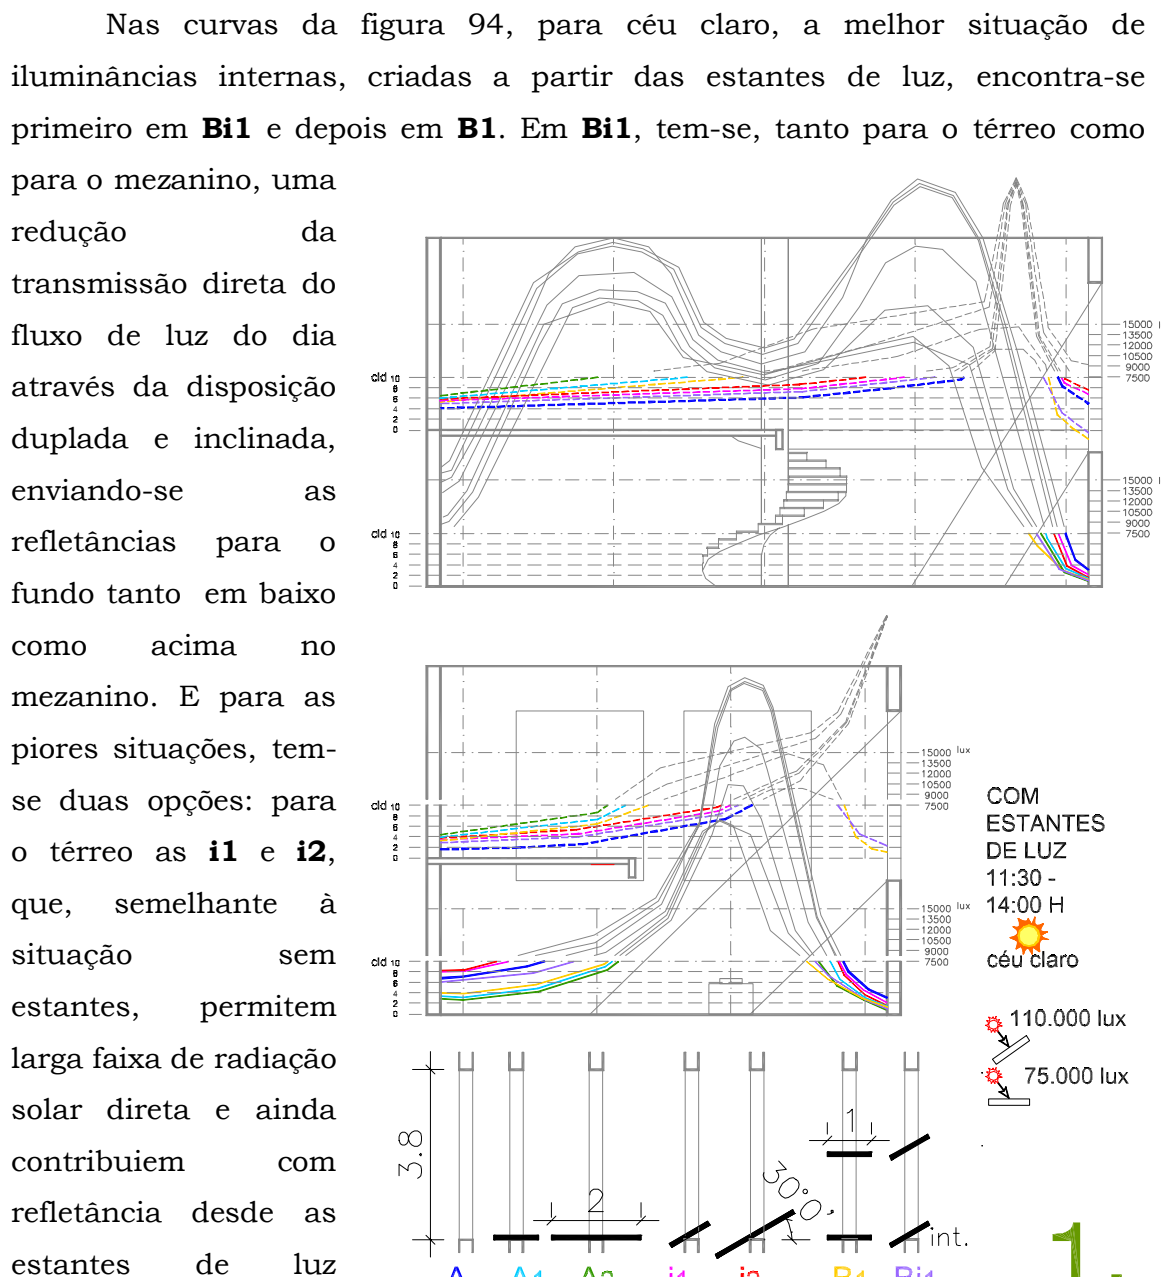 Nas curvas da figura 94, para céu claro, a melhor situação de
iluminâncias internas, criadas a partir das estantes de luz, encontra-se
primeiro em Bi1 e depois em B1. Em Bi1, tem-se, tanto para o térreo como
para o mezanino, uma
redução da
transmissão direta do
fluxo de luz do dia
através da disposição
duplada e inclinada,
enviando-se as
refletâncias para o
fundo tanto em baixo
como acima no
mezanino. E para as
piores situações, tem-
se duas opções: para
o térreo as i1 e i2,
que, semelhante à
situação sem
estantes, permitem
larga faixa de radiação
solar direta e ainda
contribuiem com
refletância desde as
estantes de luz
15000 l
13500
12000
10500
9000
7500
cld 10
8
6
4
2
0
15000 l
13500
12000
10500
9000
7500
cld 10
8
6
4
2
0
15000 lux
13500
12000
10500
9000
7500
cld 10
8
6
4
2
0
15000 lux
13500
12000
10500
9000
7500
cld 10
8
6
4
2
0
COM
ESTANTES
DE LUZ
11:30 -
14:00 H
céu claro
110.000 lux
75.000 lux
3.8
2
30°0'
1
int.
A A1 A2 i1 i2 B1 Bi1
1